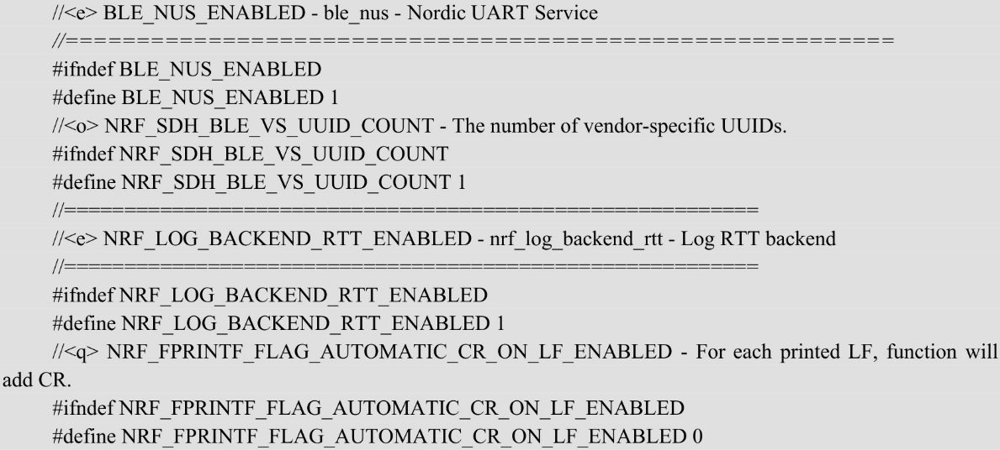 //<e> BLE_NUS_ENABLED - ble_nus - Nordic UART Service
//==========================================================
#ifndef BLE_NUS_ENABLED
#define BLE_NUS_ENABLED 1
//<o> NRF_SDH_BLE_VS_UUID_COUNT - The number of vendor-specific UUIDs.
#ifndef NRF_SDH_BLE_VS_UUID_COUNT
#define NRF_SDH_BLE_VS_UUID_COUNT 1
//==========================================================
//<e> NRF_LOG_BACKEND_RTT_ENABLED - nrf_log_backend_rtt - Log RTT backend
//==========================================================
#ifndef NRF_LOG_BACKEND_RTT_ENABLED
#define NRF_LOG_BACKEND_RTT_ENABLED 1
//<q> NRF_FPRINTF_FLAG_AUTOMATIC_CR_ON_LF_ENABLED - For each printed LF, function will
add CR.
#ifndef NRF_FPRINTF_FLAG_AUTOMATIC_CR_ON_LF_ENABLED
#define NRF_FPRINTF_FLAG_AUTOMATIC_CR_ON_LF_ENABLED 0